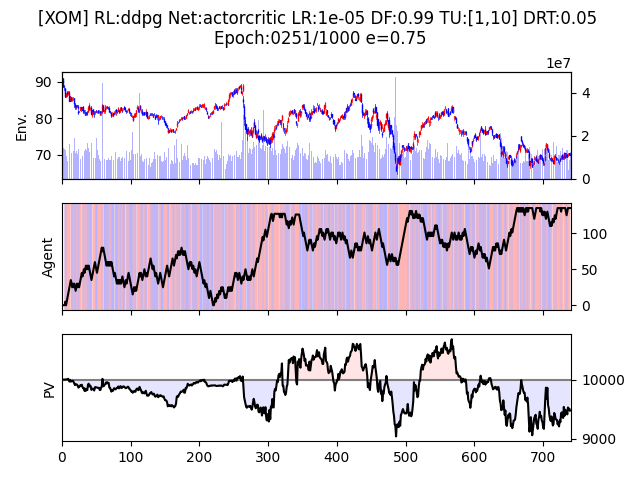 [XOM] RL:ddpg Net:actorcritic LR:1e-05 DF:0.99 TU:[1,10] DRT:0.05
Epoch:0251/1000 e=0.75
1e7
90
80
70
Env.
4
2
0
Agent
100
50
0
PV
10000
9000
0 100 200 300 400 500 600 700